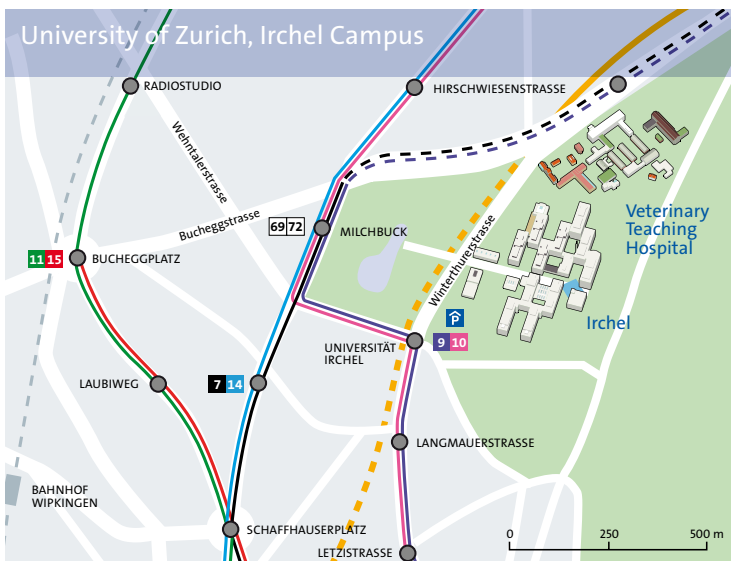 University of Zurich, Irchel Campus
RADIOSTUDIO
HIRSCHWIESENSTRASSE
Wehntalerstrasse
Bucheggstrasse
69 72
MILCHBUCK
Veterinary
Teaching
Hospital
11 15
BUCHEGGPLATZ
Winterthurerstrasse
P
Irchel
UNIVERSITÄT
IRCHEL
9 10
LAUBIWEG
7 14
LANGMAUERSTRASSE
BAHNHOF
WIPKINGEN
SCHAFFHAUSERPLATZ
LETZISTRASSE
0 250 500 m